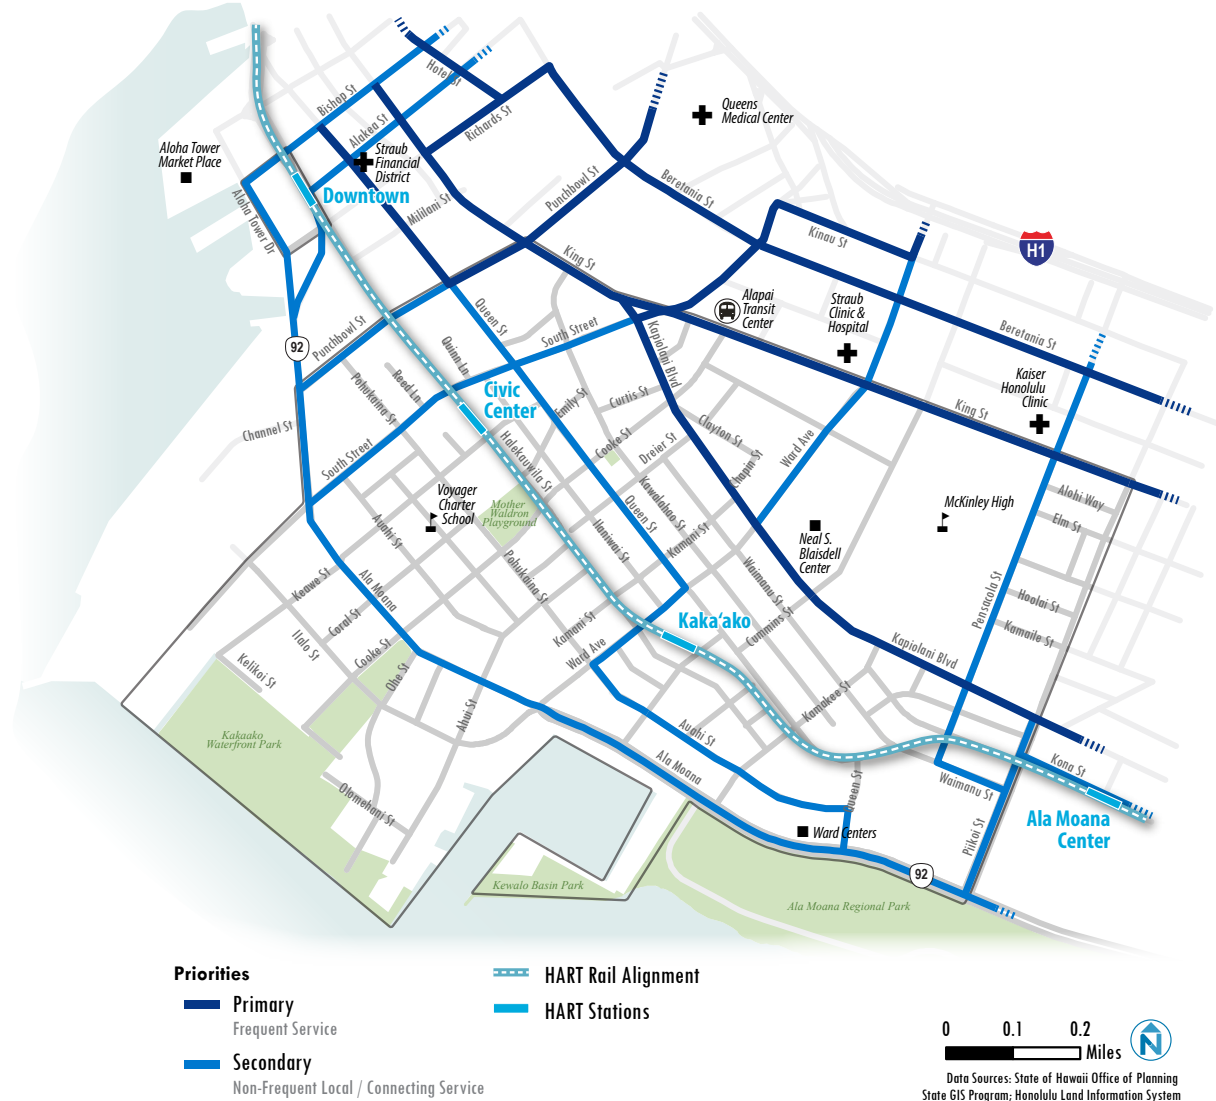 Hotel St
Bishop St
Queens
Medical Center
Alakea St
Richards St
Aloha Tower
Market Place
Straub
Financial
District
Downtown
Punchbowl St
Beretania St
Mililani St
Aloha Tower Dr
Kinau St
H1
King St
Alapai
Transit
Center
Straub
Clinic &
Hospital
Queen St
Beretania St
92
Punchbowl St
South Street
Kapiolani Blvd
Quinn Ln
Kaiser
Honolulu
Clinic
Reed Ln
Pohukaina St
Civic
Center
Emily St
Curtis St
King St
Channel St
Clayton St
Ward Ave
Cooke St
Dreier St
South Street
Halekauwila St
Chapin St
Voyager
Charter
School
Mother
Waldron
Playground
Kawaiahao St
Queen St
McKinley High
Alohi Way
Elm St
Auahi St
Ilaniwai St
Kamani St
Neal S.
Blaisdell
Center
Keawe St
Ala Moana
Pohukaina St
Waimanu St
Pensacola St
Hoolai St
Coral St
Kamani St
Kaka‘ako
Cummins St
Kamaile St
Ilalo St
Cooke St
Ward Ave
Kapiolani Blvd
Kelikoi St
Ohe St
Kamakee St
Ahui St
Auahi St
Kakaako
Waterfront Park
Ala Moana
Kona St
Queen St
Waimanu St
Olomehani St
Ward Centers
Piikoi St
Ala Moana
Center
92
Kewalo Basin Park
Ala Moana Regional Park
Priorities
Primary
Frequent Service
Secondary
Non-Frequent Local / Connecting Service
HART Rail Alignment
HART Stations
0 0.1 0.2
Miles
N
Data Sources: State of Hawaii Office of Planning
State GIS Program; Honolulu Land Information System